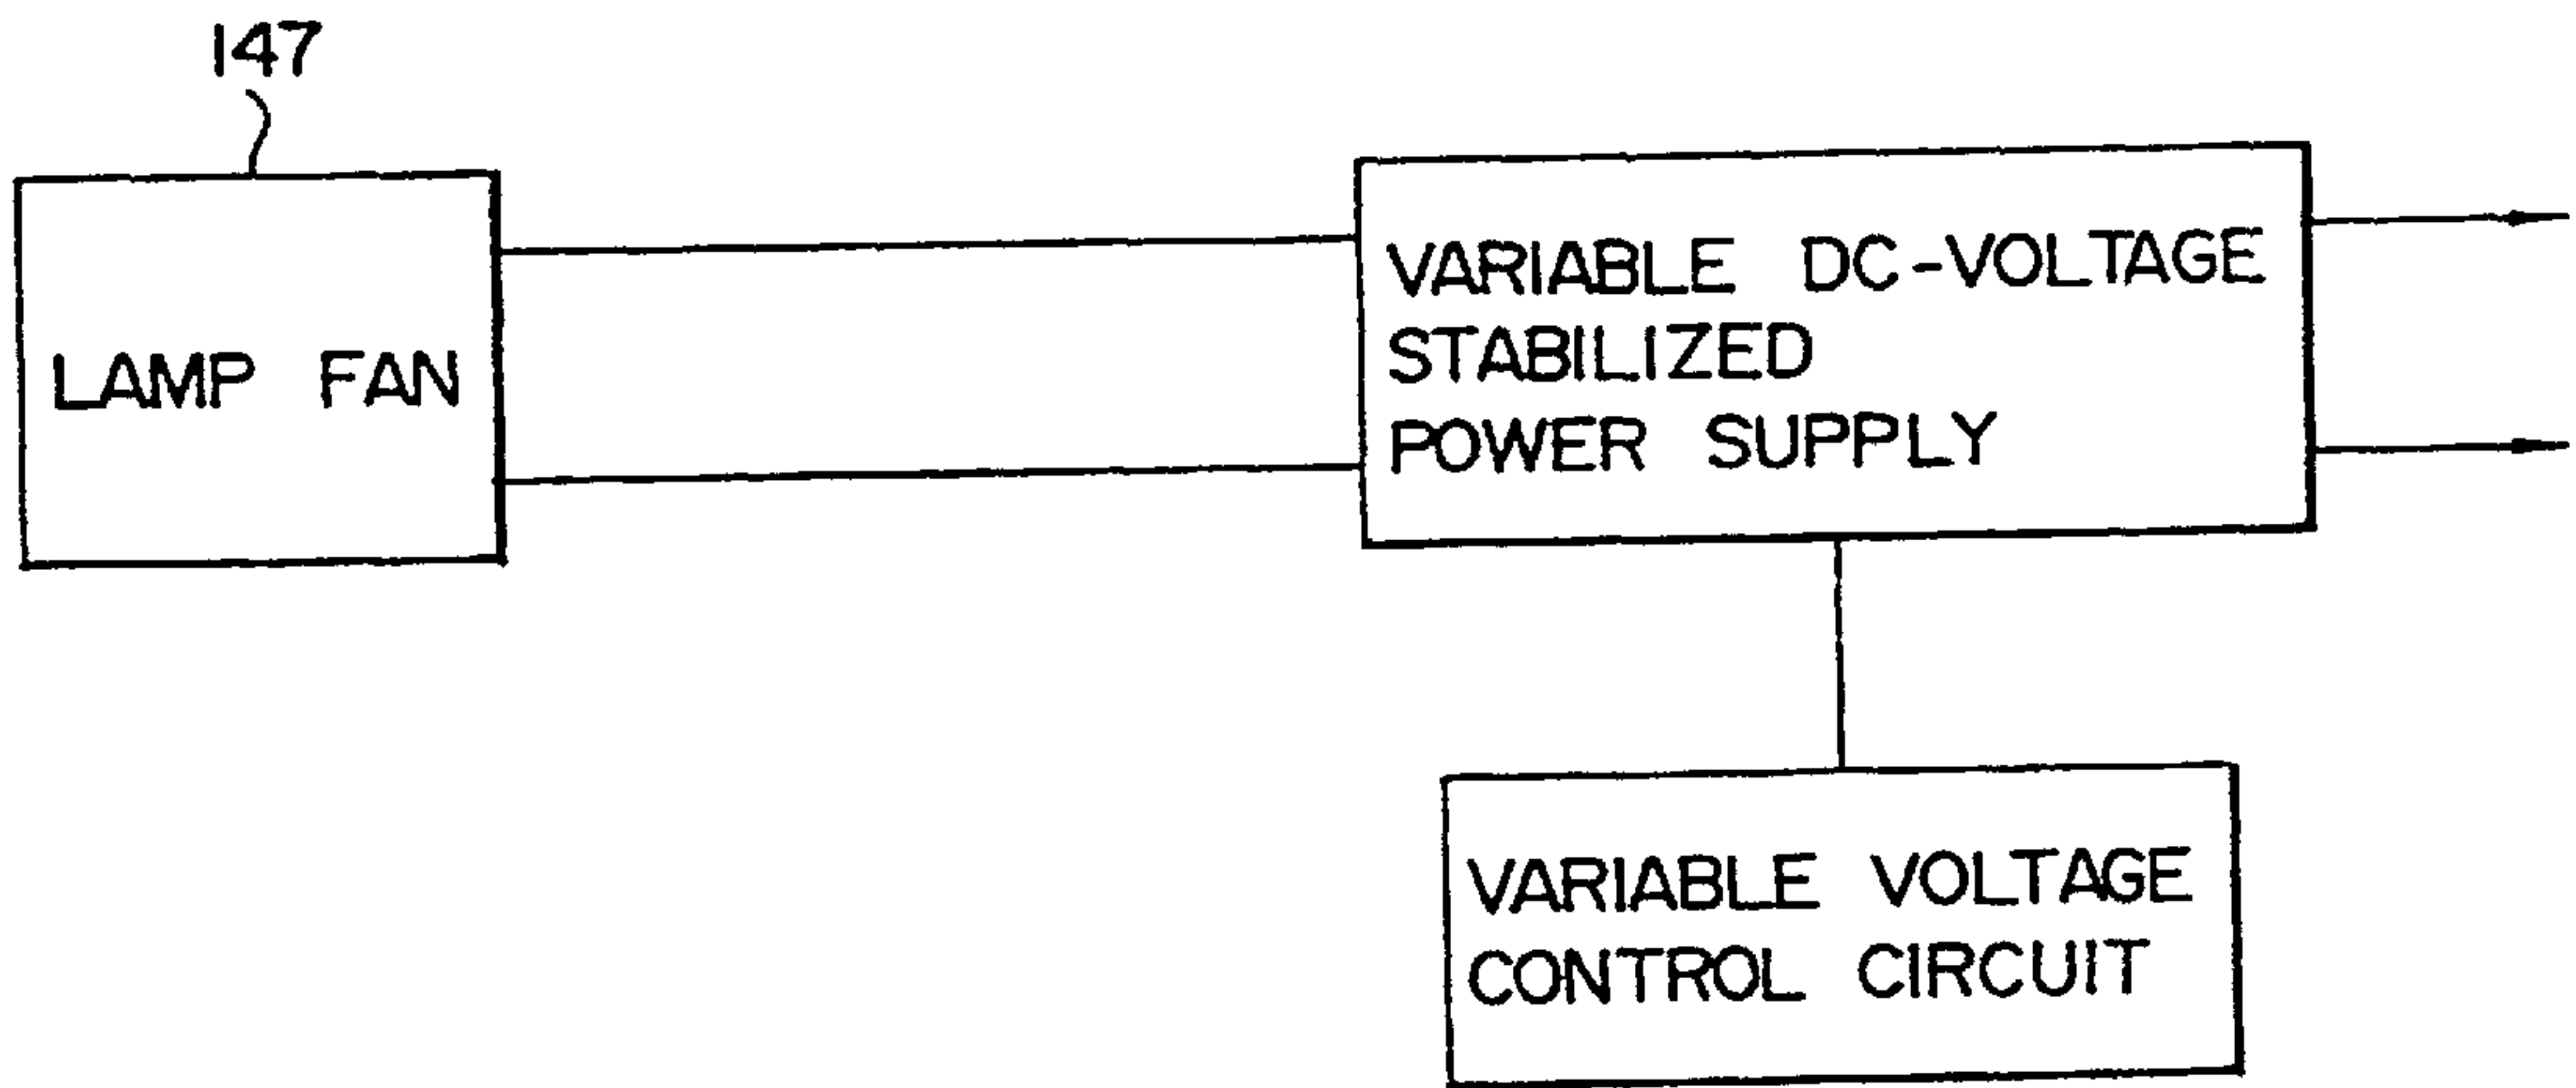 147
LAMP FAN
VARIABLE DC-VOLTAGE
STABILIZED
POWER SUPPLY
VARIABLE VOLTAGE
CONTROL CIRCUIT